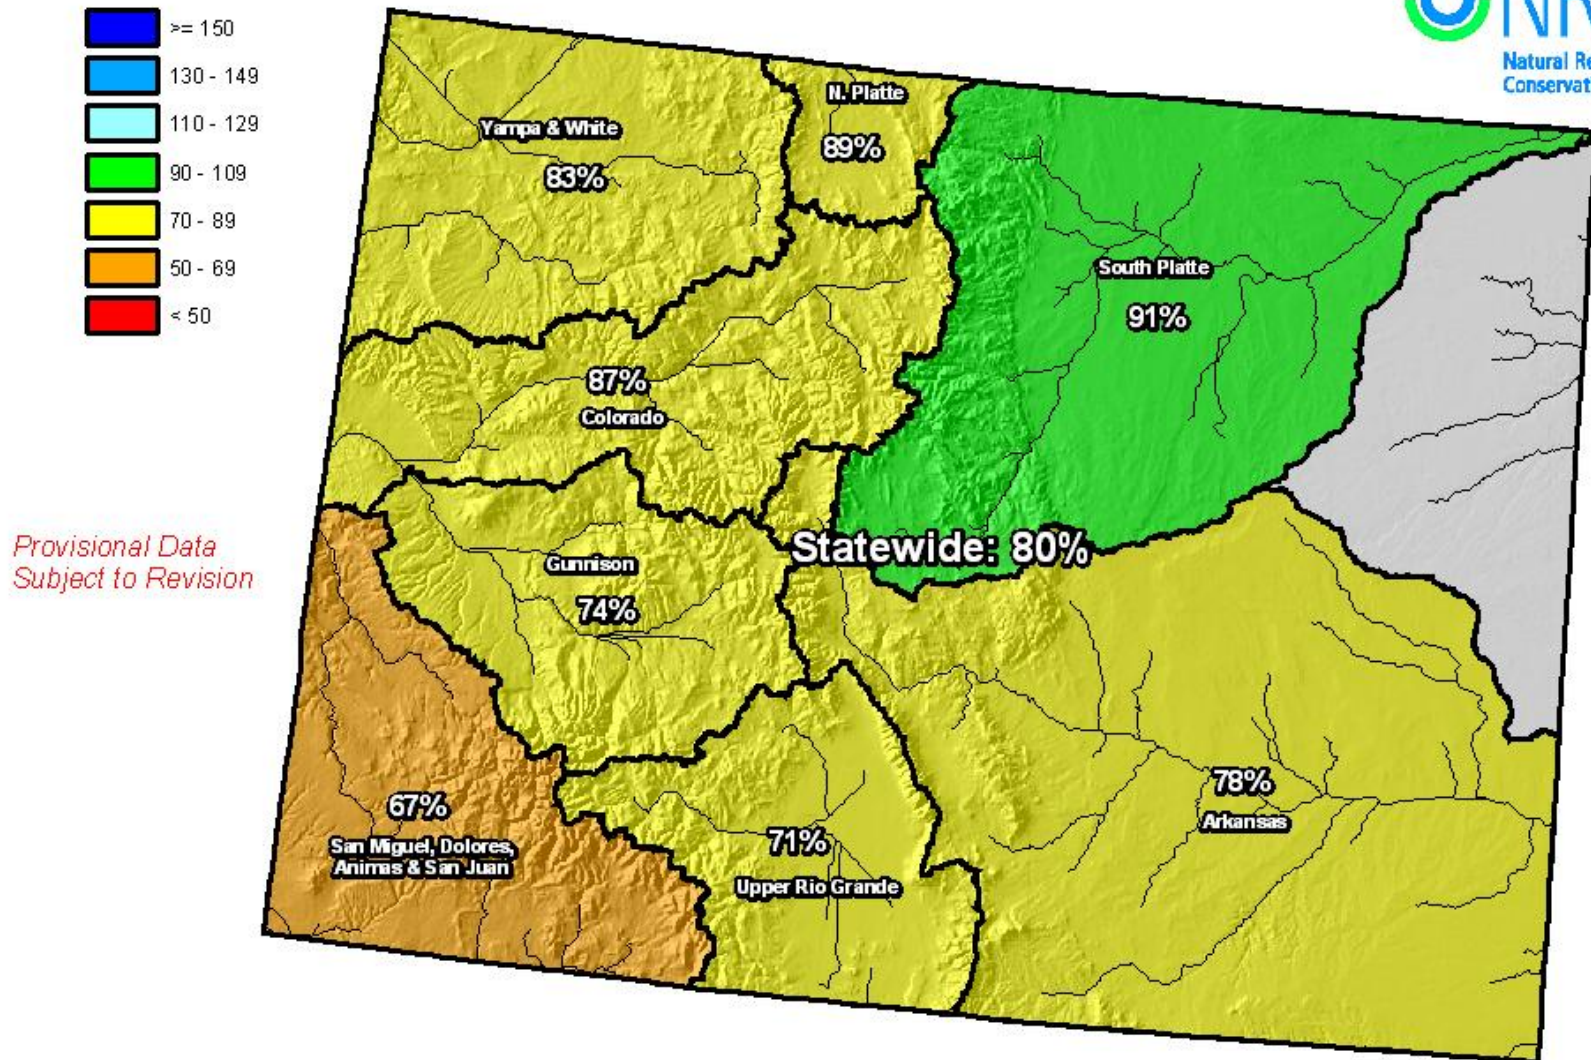 >= 150
130 - 149
110 - 129
90 - 109
70 - 89
50 - 69
< 50
Natural
Yampa & White
83%
N. Platte
89%
South Platte
91%
87%
Colorado
Provisional Data
Subject to Revision
Statewide: 80%
Gunnison
74%
67%
San Miguel, Dolores,
Animas & San Juan
71%
Upper Rio Grande
78%
Arkansas